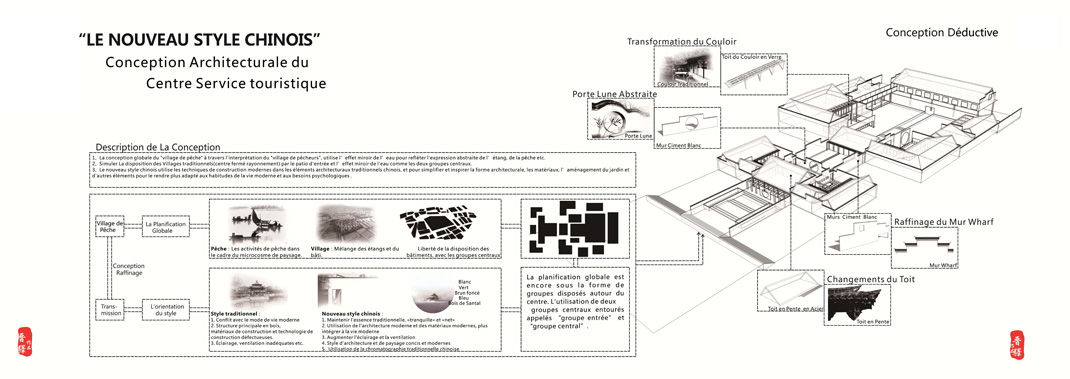 “LE NOUVEAU STYLE CHINOIS”
Conception Architecturale du
Centre Service touristique
Conception Déductive
Transformation du Couloir
Couloir Traditionnel
Toit du Couloir en Verre
Porte Lune Abstraite
Porte Lune
Mur Ciment Blanc
Description de La Conception
1. La conception globale du "village de pêche" à travers l'interprétation du "village de pêcheurs", utilise l' effet miroir de l' eau pour refléter l'expression abstraite de l' étang, de la pêche etc.
2. Simuler La disposition des Villages traditionnels(centre fermé rayonnement) par le patio d'entrée et l' effet miroir de l'eau comme les deux groupes centraux.
3. Le nouveau style chinois utilise les techniques de construction modernes dans les éléments architecturaux traditionnels chinois, et pour simplifier et inspirer la forme architecturale, les matériaux, l' aménagement du jardin et
d'autres éléments pour le rendre plus adapté aux habitudes de la vie moderne et aux besoins psychologiques .
Village de
Pêche
La Planification
Globale
Pêche : Les activités de pêche dans
le cadre du microcosme de paysage.
Village : Mélange des étangs et du
bâti.
Liberté de la disposition des
bâtiments, avec les groupes centraux
Conception
Raffinage
Trans-
mission
L'orientation
du style
Style traditionnel :
1. Conflit avec le mode de vie moderne
2. Structure principale en bois,
matériaux de construction et technologie de
construction défectueuses.
3. Éclairage, ventilation inadéquates etc.
Blanc
Vert
Brun foncé
Bleu
Bois de Santal
Nouveau style chinois :
1. Maintenir l'essence traditionnelle, «tranquille» et «net»
2. Utilisation de l'architecture moderne et des matériaux modernes, plus
intégrer à la vie moderne
3. Augmenter l'éclairage et la ventilation
4. Style d'architecture et de paysage concis et modernes
5. Utilisation de la chromatographie traditionnelle chinoise
La planification globale est
encore sous la forme de
groupes disposés autour du
centre. L'utilisation de deux
groupes centraux entourés
appelés "groupe entrée" et
"groupe central" .
Murs Ciment Blanc
Raffinage du Mur Wharf
Mur Wharf
Changements du Toit
Toit en Pente en Acier
Toit en Pente